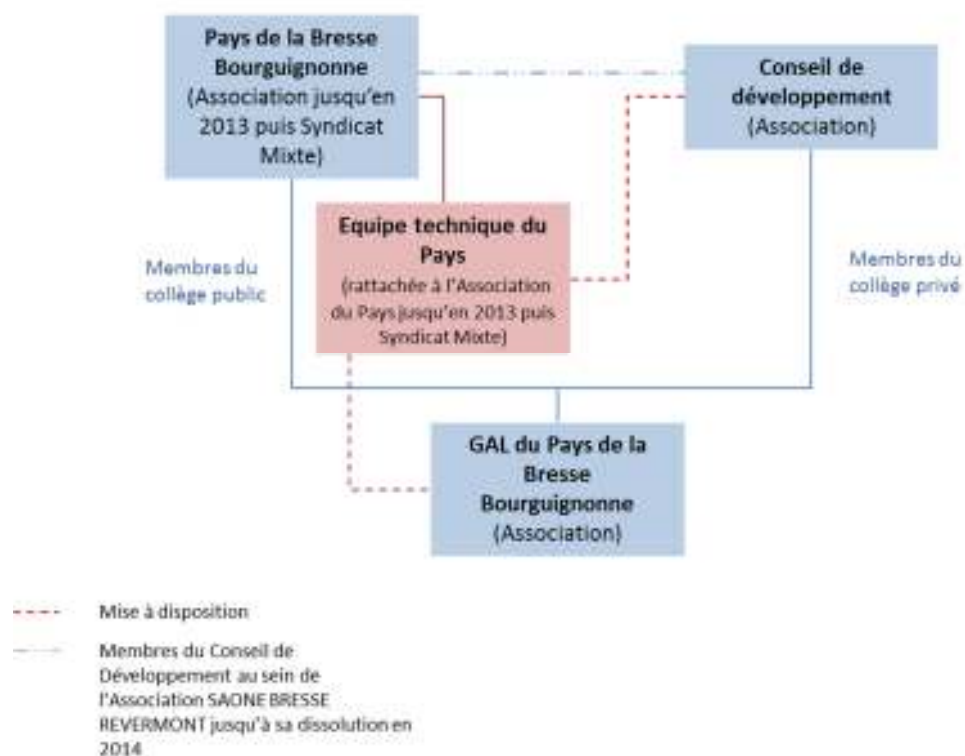 Pays de la Bresse
Bourguignonne
(Association jusqu'en
2013 puis Syndicat
Mixte)
Conseil de
développement
(Association)
Equipe technique du
Pays
(rattachée à l'Association
du Pays jusqu'en 2013 puis
Syndicat Mixte)
Membres du
collège public
Membres du
collège privé
GAL du Pays de la
Bresse
Bourguignonne
(Association)
Mise à disposition
Membres du Conseil de
Développement au sein de
l'Association SAONE BRESSE
REVERMONT jusqu'à sa dissolution en
2014